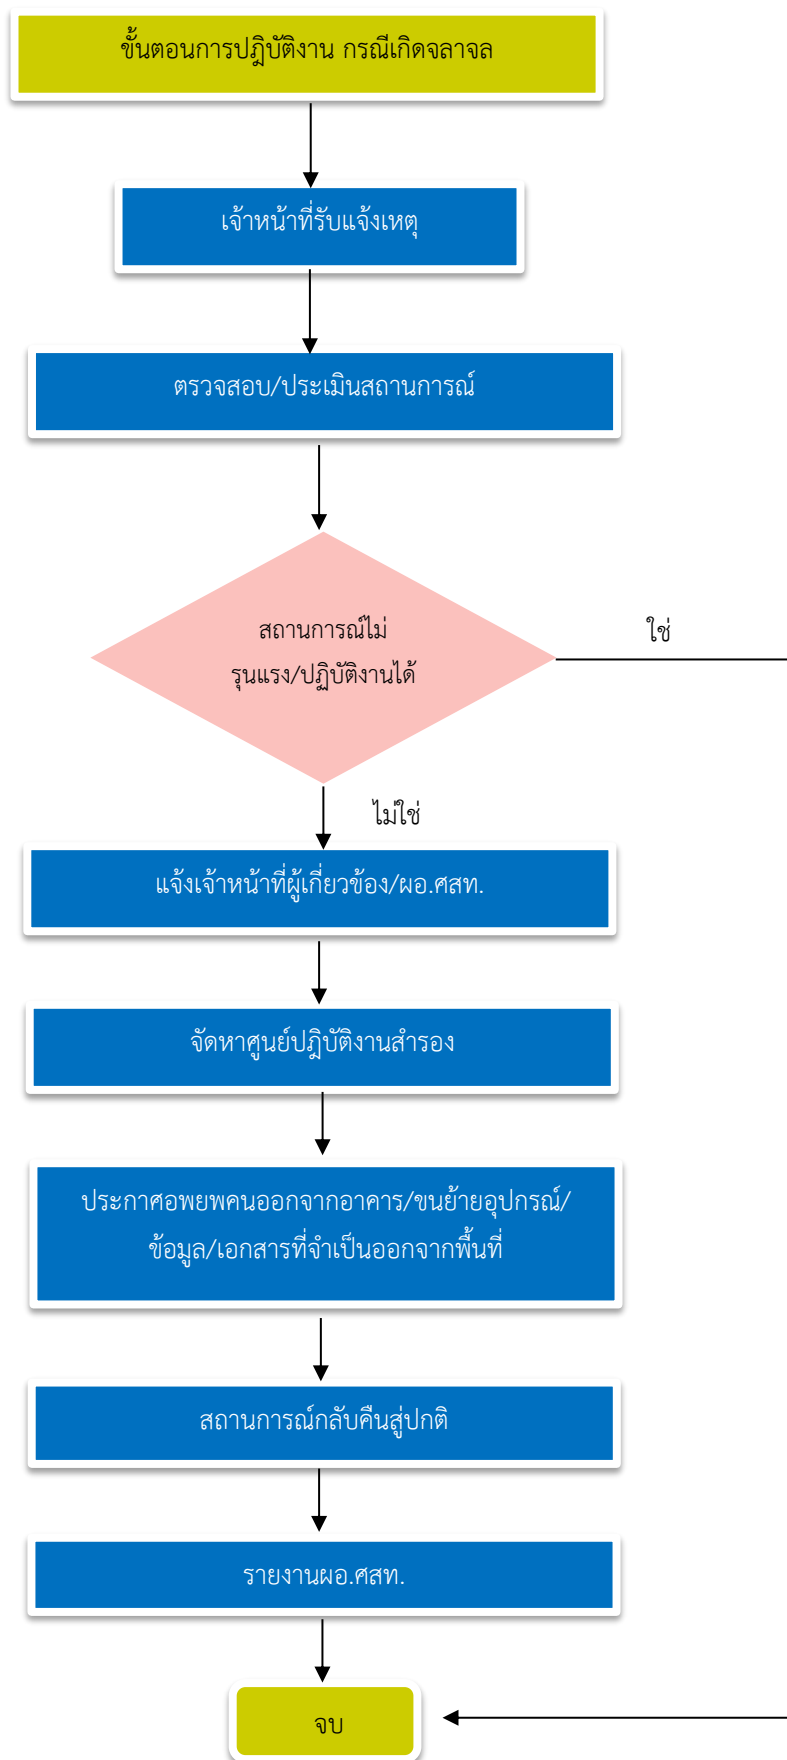 ขั้นตอนการปฏิบัติงาน กรณีเกิดจลาจล
เจ้าหน้าที่รับแจ้งเหตุ
ตรวจสอบ/ประเมินสถานการณ์
สถานการณ์ไม่
รุนแรง/ปฏิบัติงานได้
ใช่
ไม่ใช่
แจ้งเจ้าหน้าที่ผู้เกี่ยวข้อง/ผอ.ศสท.
จัดหาศูนย์ปฏิบัติงานสำรอง
ประกาศอพยพคนออกจากอาคาร/ขนย้ายอุปกรณ์/
ข้อมูล/เอกสารที่จำเป็นออกจากพื้นที่
สถานการณ์กลับคืนสู่ปกติ
รายงานผอ.ศสท.
จบ